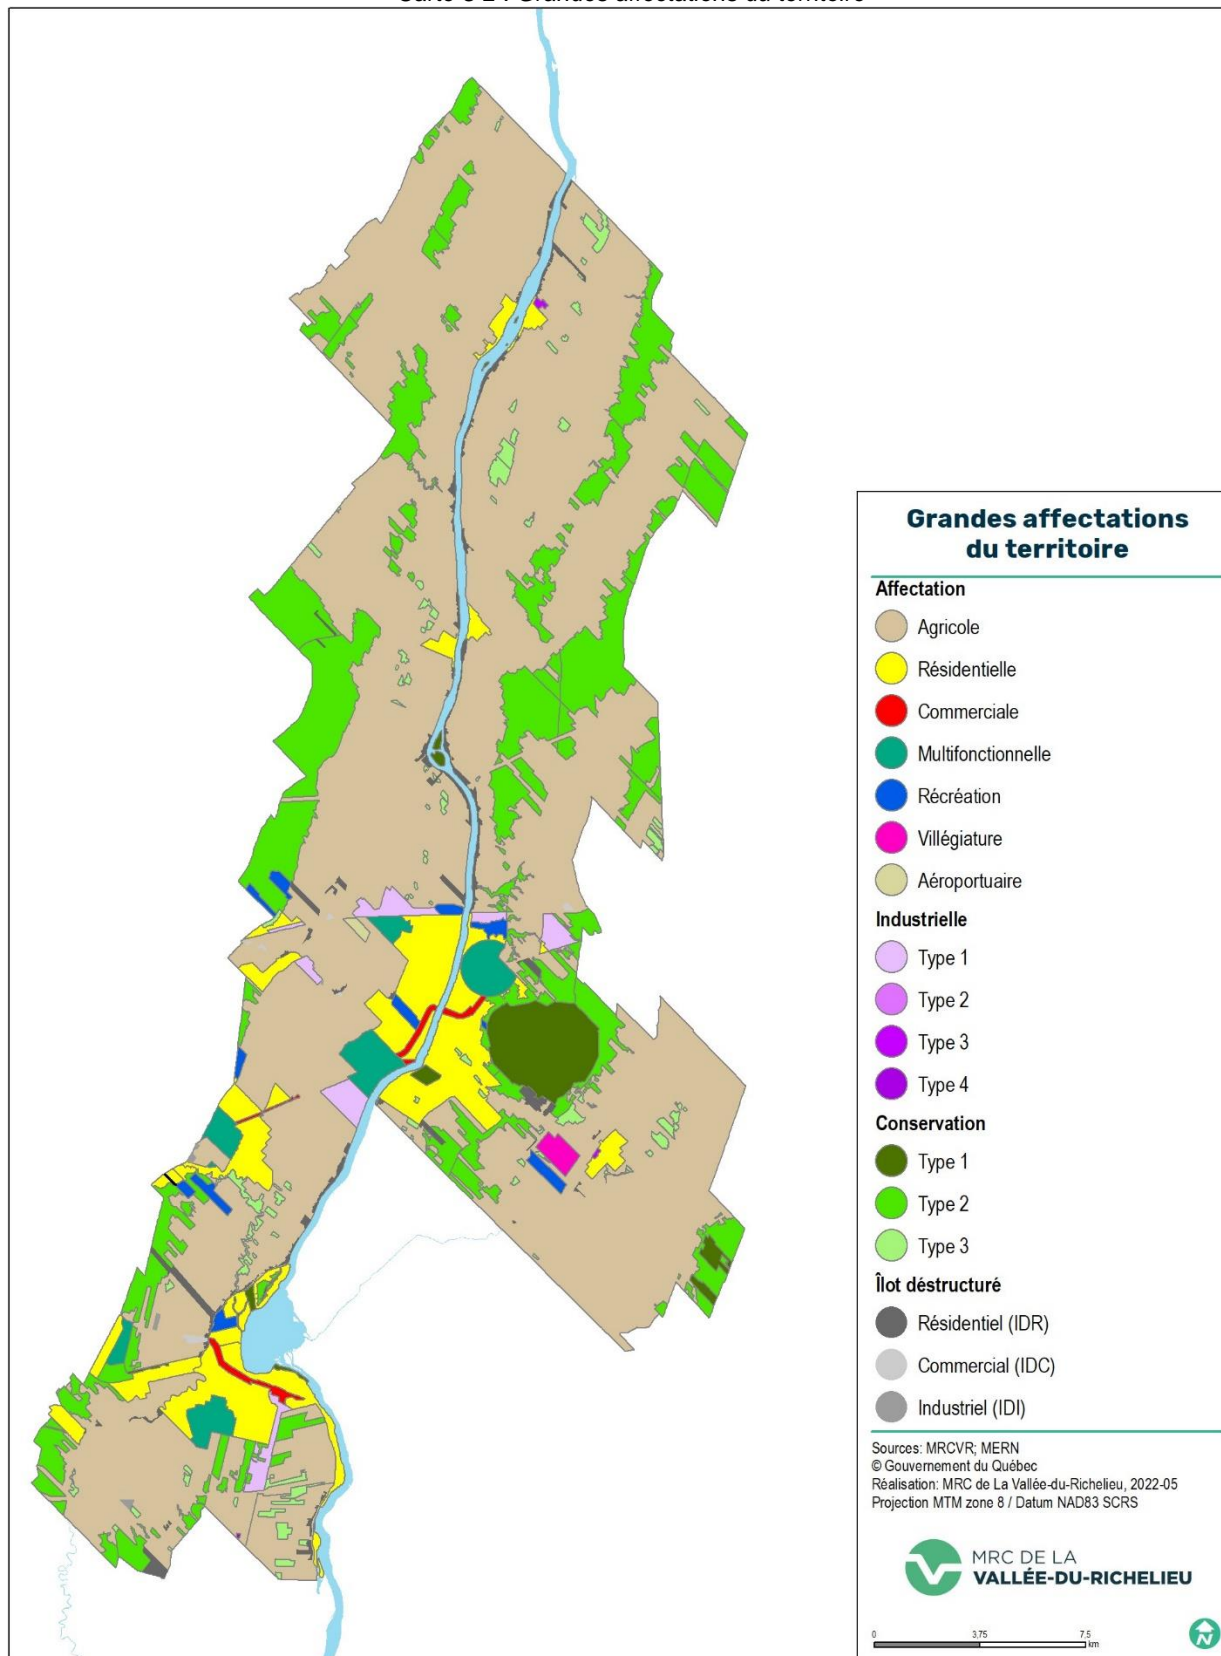 Grandes affectations
du territoire
Affectation
Agricole
Résidentielle
Commerciale
Multifonctionnelle
Récréation
Villégiature
Aéroportuaire
Industrielle
Type 1
Type 2
Type 3
Type 4
Conservation
Type 1
Type 2
Type 3
Îlot déstructuré
Résidentiel (IDR)
Commercial (IDC)
Industriel (IDI)
Sources: MRCVR; MERN
© Gouvernement du Québec
Réalisation: MRC de La Vallée-du-Richelieu, 2022-05
Projection MTM zone 8 / Datum NAD83 SCRS
MRC DE LA
VALLÉE-DU-RICHELIEU
0 3,75 7,5
km
N